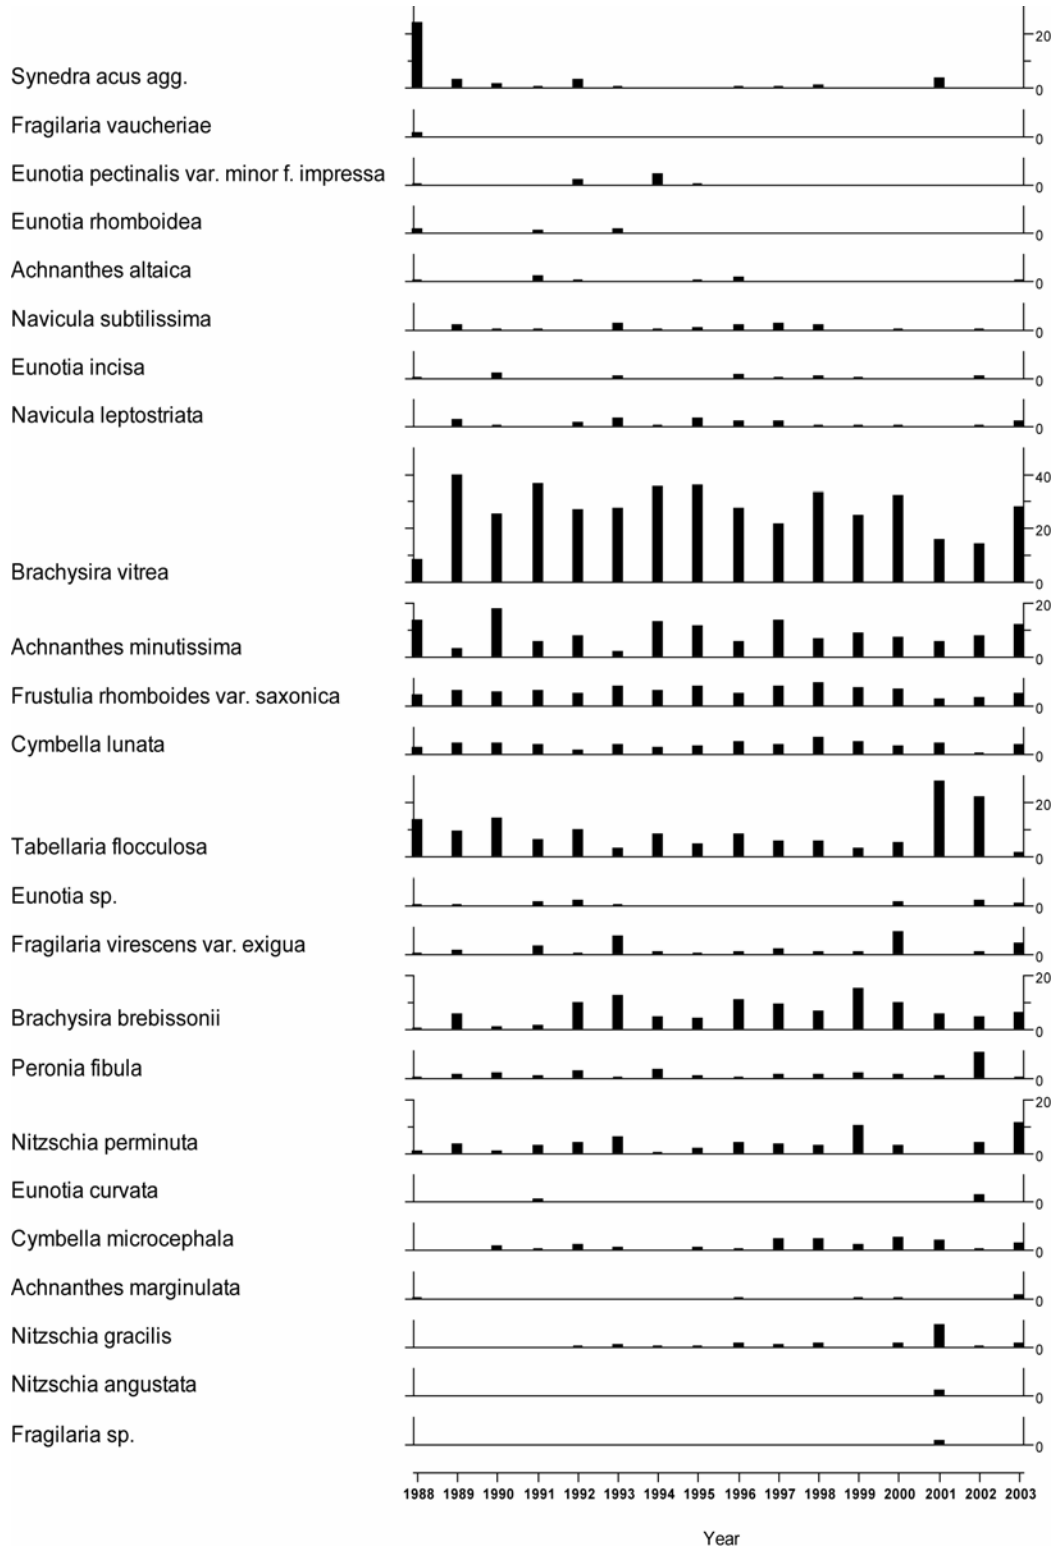 20
Synedra acus agg.
0
Fragilaria vaucheriae
0
Eunotia pectinalis var. minor f. impressa
0
Eunotia rhomboidea
0
Achnanthes altaica
0
Navicula subtilissima
0
Eunotia incisa
0
Navicula leptostriata
0
40
20
Brachysira vitrea
0
20
Achnanthes minutissima
0
Frustulia rhomboides var. saxonica
0
Cymbella lunata
0
20
Tabellaria flocculosa
0
Eunotia sp.
0
Fragilaria virescens var. exigua
0
20
Brachysira brebissonii
0
Peronia fibula
0
20
Nitzschia perminuta
0
Eunotia curvata
0
Cymbella microcephala
0
Achnanthes marginulata
0
Nitzschia gracilis
0
Nitzschia angustata
0
Fragilaria sp.
0
1988 1989 1990 1991 1992 1993 1994 1995 1996 1997 1998 1999 2000 2001 2002 2003
Year